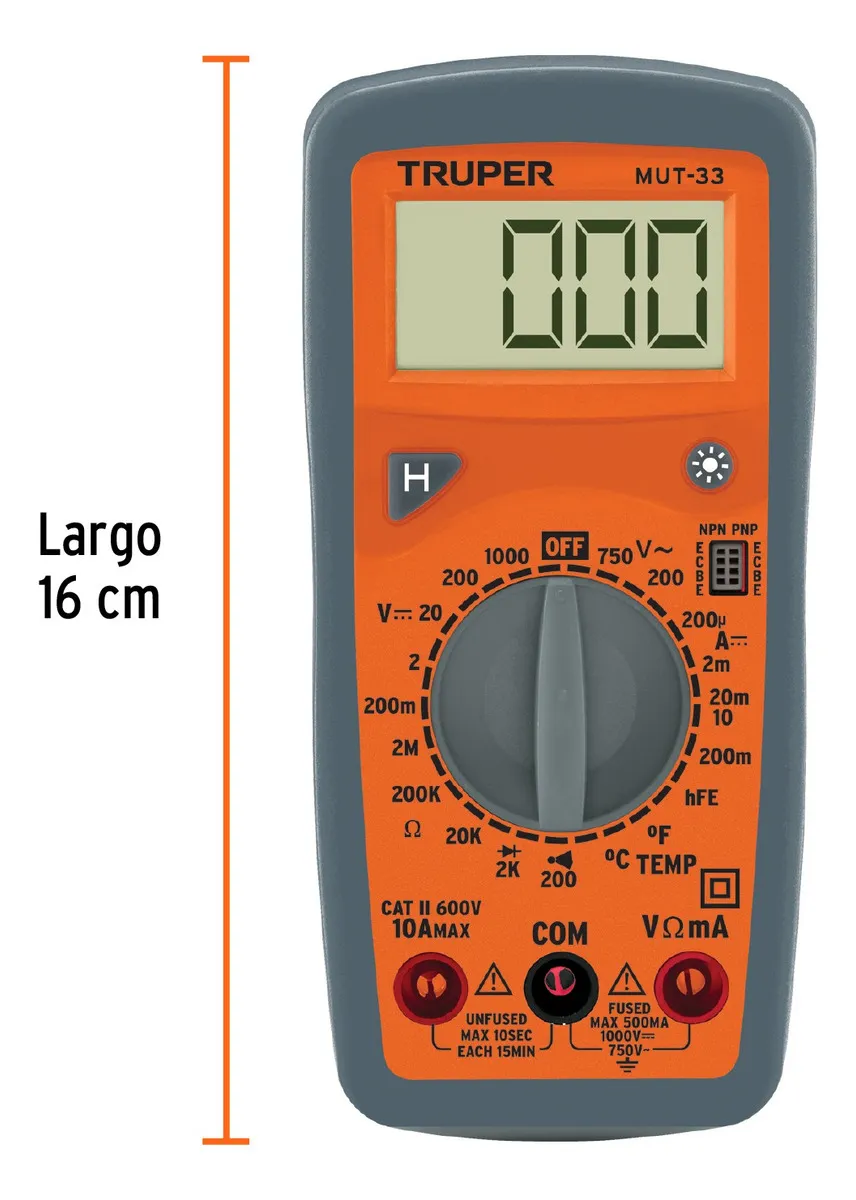 TRUPER
MUT-33
000
H
Largo
16 cm
NPN PNP
E E
C C
B B
E E
OFF
1000
750 V~
200
200
V⎓ 20
200µ
A⎓
2
2m
200m
20m
10
2M
200m
200K
hFE
Ω
20K
ºF
2K
200
ºC TEMP
CAT II 600V
10AMAX
COM
VΩmA
UNFUSED
MAX 10SEC
EACH 15MIN
FUSED
MAX 500MA
1000V⎓
750V~